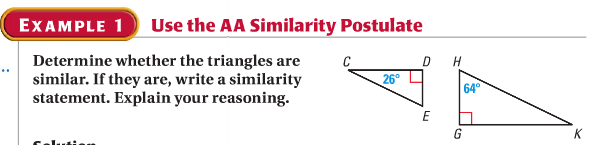 EXAMPLE 1 Use the AA Similarity Postulate
Determine whether the triangles are
similar. If they are, write a similarity
statement. Explain your reasoning.
C D H
26° 64°
E
G K
Solution